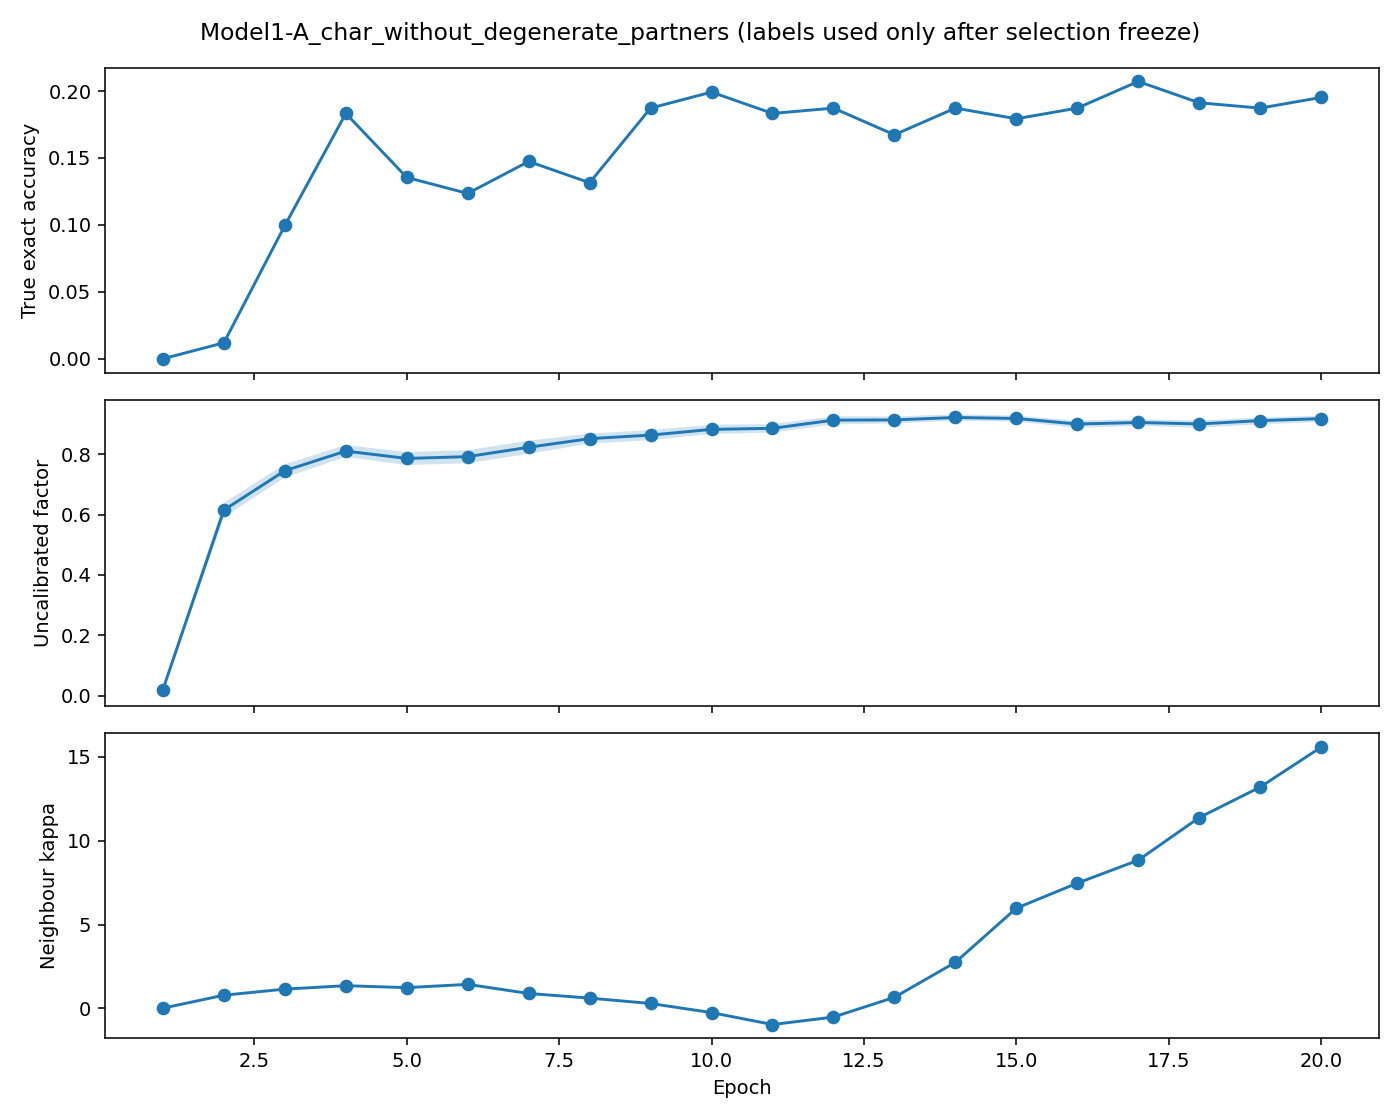 Model1-A_char_without_degenerate_partners (labels used only after selection freeze)
True exact accuracy
0.20
0.15
0.10
0.05
0.00
Uncalibrated factor
0.8
0.6
0.4
0.2
0.0
Neighbour kappa
15
10
5
0
2.5 5.0 7.5 10.0 12.5 15.0 17.5 20.0
Epoch